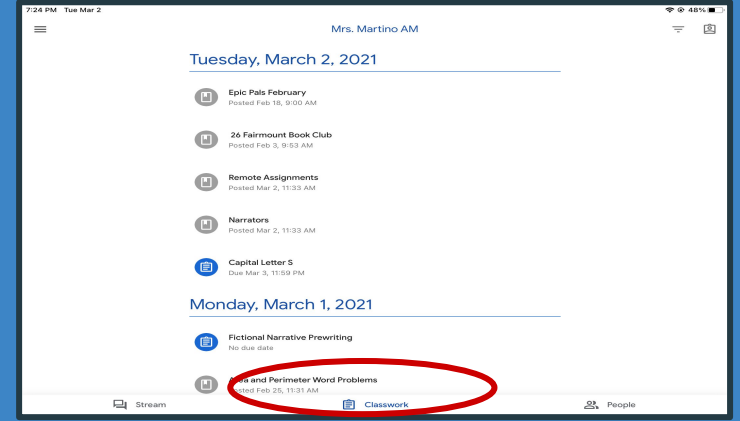 7:24 PM Tue Mar 2
48%
Mrs. Martino AM
Tuesday, March 2, 2021
Epic Pals February
Posted Feb 18, 9:00 AM
26 Fairmount Book Club
Posted Feb 3, 9:53 AM
Remote Assignments
Posted Mar 2, 11:33 AM
Narrators
Posted Mar 2, 11:33 AM
Capital Letter S
Due Mar 3, 11:59 PM
Monday, March 1, 2021
Fictional Narrative Prewriting
No due date
Area and Perimeter Word Problems
Posted Feb 25, 11:31 AM
Stream
Classwork
People